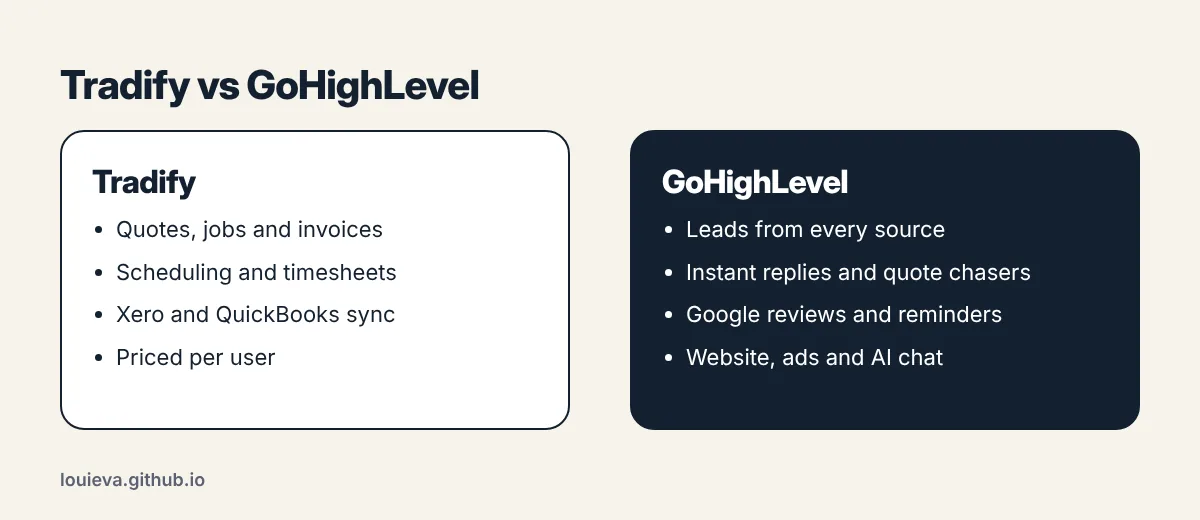 Tradify vs GoHighLevel
Tradify
• Quotes, jobs and invoices
• Scheduling and timesheets
• Xero and QuickBooks sync
• Priced per user
GoHighLevel
• Leads from every source
• Instant replies and quote chasers
• Google reviews and reminders
• Website, ads and AI chat
louieva.github.io